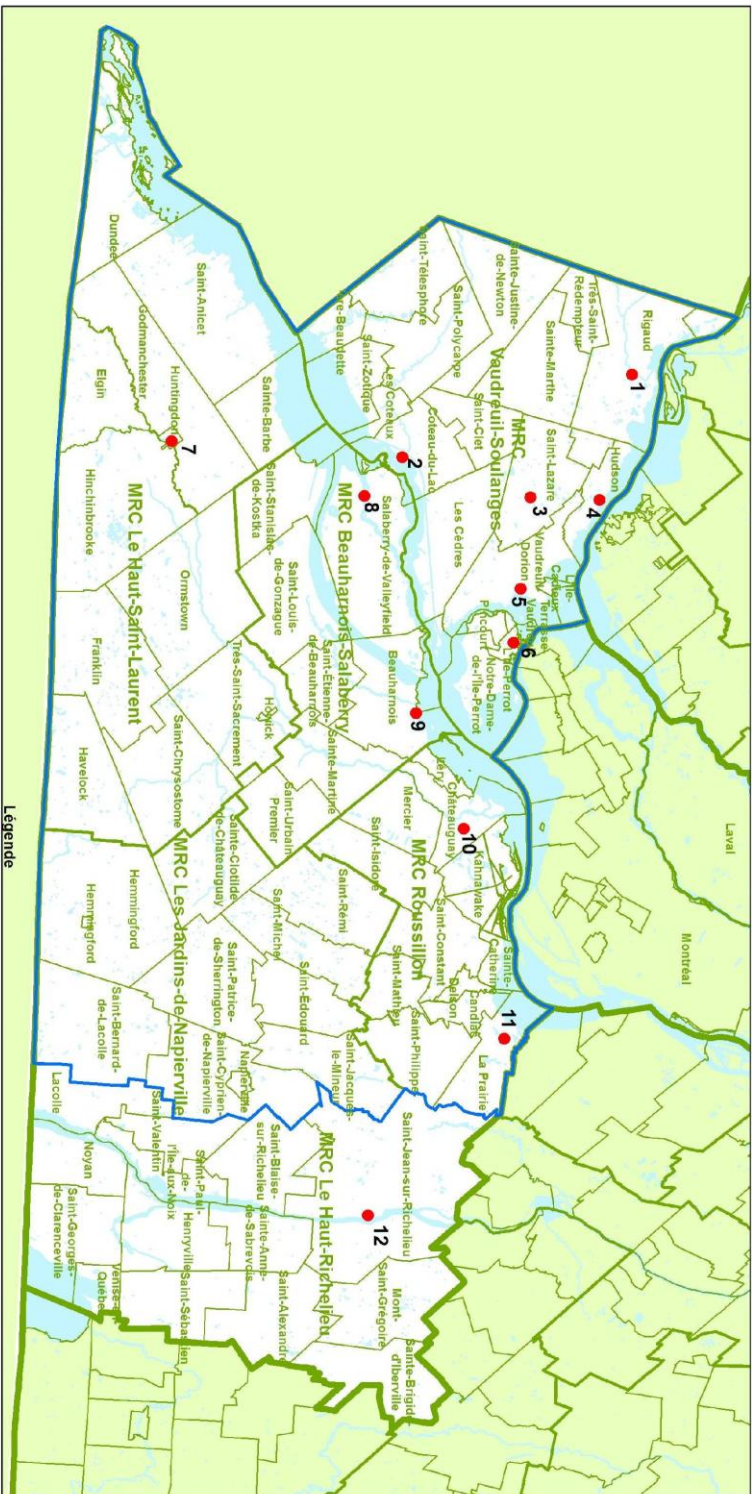 Laval
Montréal
Rigaud
1
Très-Saint-
Rédempteur
Hudson
4
Sainte-Marthe
Saint-Lazare
3
Sainte-Justine-
de-Newton
MRC
Vaudreuil-Soulanges
Saint-Clet
Vaudreuil-
Dorion
5
L'Île-
Cadieux
6
Pincourt
L'Île-Perrot
Notre-Dame-
de-l'Île-Perrot
Saint-Télesphore
Saint-Polycarpe
Coteau-du-Lac
Les Cèdres
Les Coteaux
2
Saint-Zotique
8
Salaberry-de-Valleyfield
MRC Beauharnois-Salaberry
Beauharnois
9
Sainte-Barbe
Saint-Stanislas-
de-Kostka
Saint-Louis-
de-Gonzague
Saint-Étienne-
de-Beauharnois
Sainte-Martine
Saint-Urbain
Premier
Léry
Châteauguay
10
Kahnawake
Mercier
MRC Roussillon
Saint-Isidore
Saint-Constant
Sainte-
Catherine
Delson
Candiac
11
La Prairie
Saint-Mathieu
Saint-Philippe
Dundee
Saint-Anicet
Godmanchester
Huntingdon
7
Elgin
Hinchinbrooke
MRC Le Haut-Saint-Laurent
Ormstown
Franklin
Howick
Très-Saint-Sacrement
Saint-Chrysostome
Havelock
Saint-Rémi
Saint-Michel
Saint-Édouard
Sainte-Clotilde
de-Châteauguay
Saint-Patrice-
de-Sherrington
Saint-Jacques-
le-Mineur
MRC Les Jardins-de-Napierville
Saint-Cyprien-
de-Napierville
Napierville
Hemmingford
Hemmingford
Saint-Bernard-
de-Lacolle
Saint-Jean-sur-Richelieu
12
Mont-
Saint-Grégoire
Sainte-Brigide-
d'Iberville
MRC Le Haut-Richelieu
Saint-Blaise-
sur-Richelieu
Sainte-Anne-
de-Sabrevois
Saint-Alexandre
Saint-Paul-
de-
l'Île-aux-Noix
Henryville
Saint-Sébastien
Saint-Valentin
Lacolle
Noyan
Saint-Georges-
de-Clarenceville
Québec
Légende